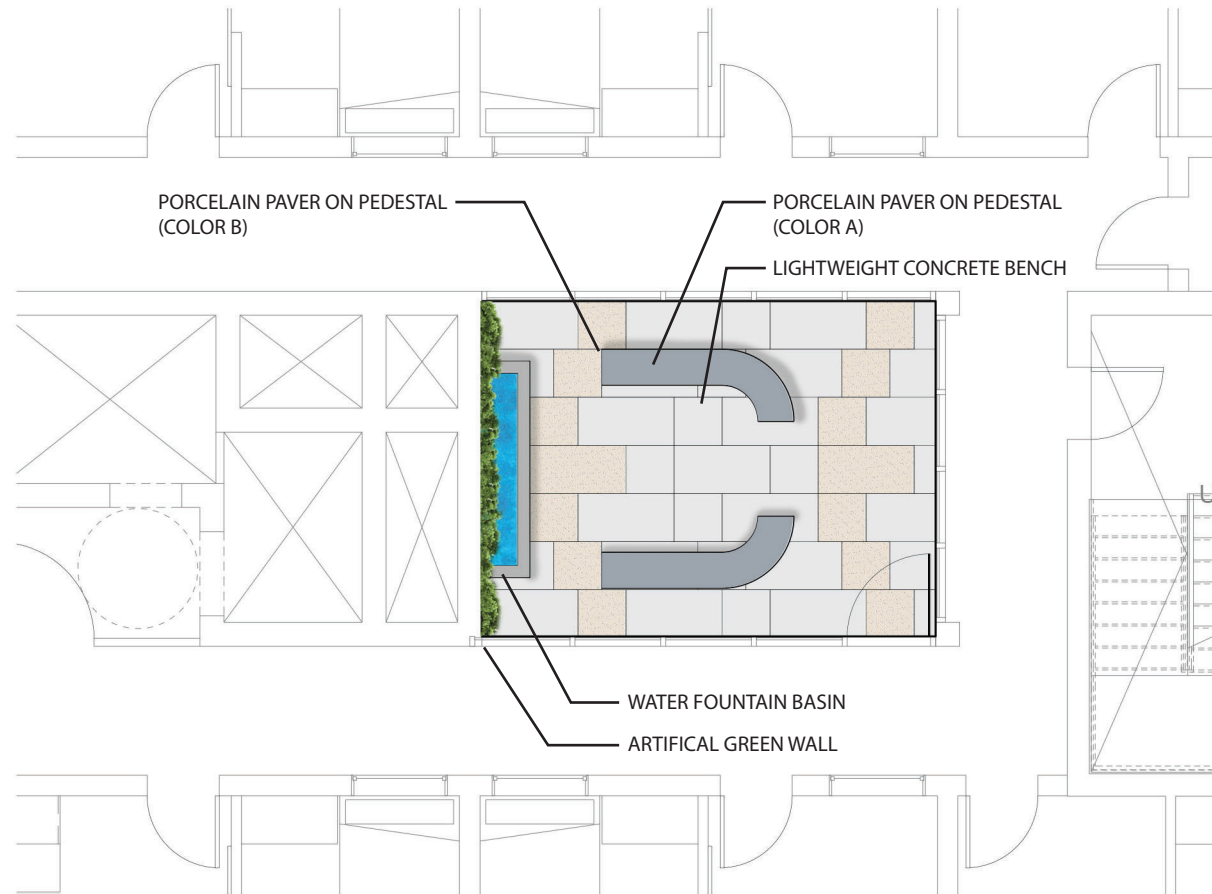 PORCELAIN PAVER ON PEDESTAL
(COLOR B)
PORCELAIN PAVER ON PEDESTAL
(COLOR A)
LIGHTWEIGHT CONCRETE BENCH
WATER FOUNTAIN BASIN
ARTIFICAL GREEN WALL